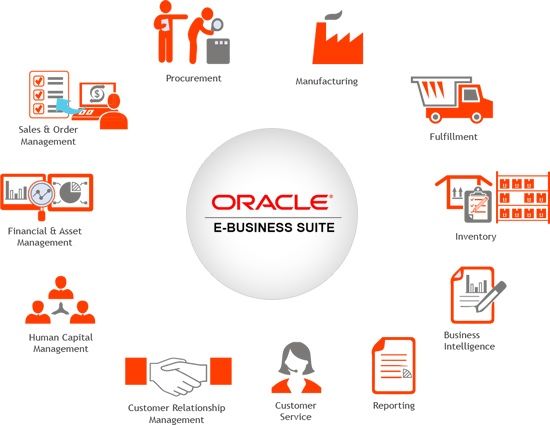 Procurement
Manufacturing
Fulfillment
Inventory
Business
Intelligence
Reporting
Customer
Service
Customer Relationship
Management
Human Capital
Management
Financial & Asset
Management
Sales & Order
Management
ORACLE®
E-BUSINESS SUITE